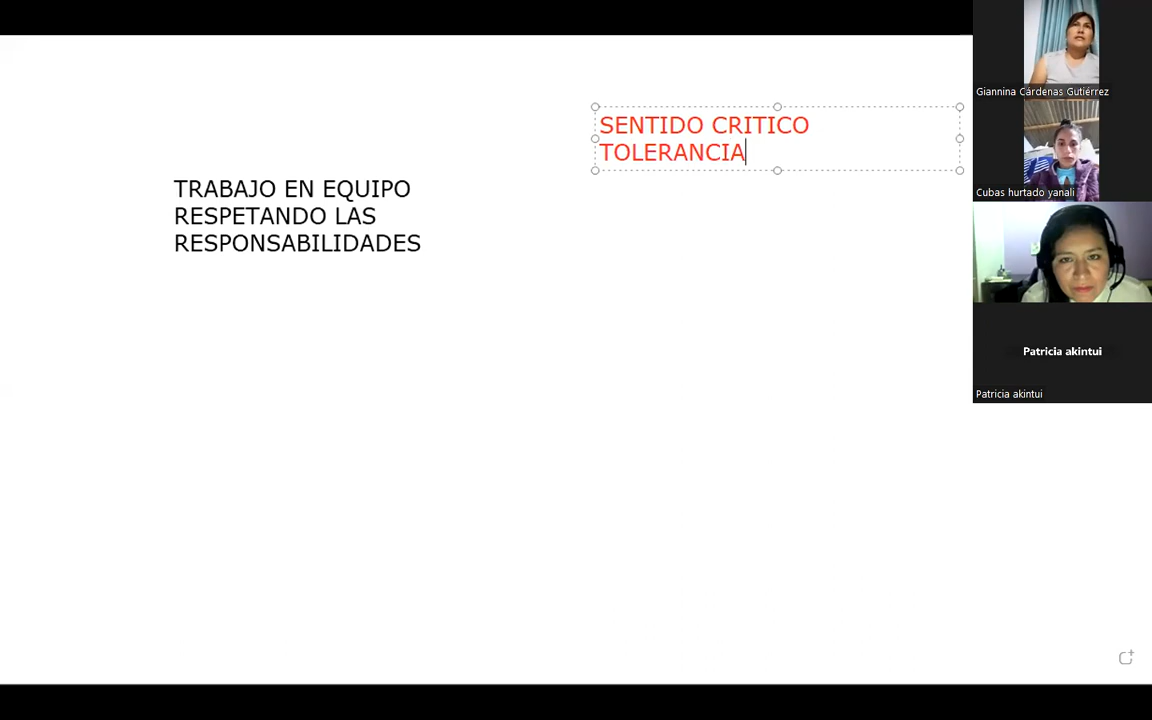 SENTIDO CRITICO
TOLERANCIA
TRABAJO EN EQUIPO
RESPETANDO LAS
RESPONSABILIDADES
Giannina Cárdenas Gutiérrez
Cubas hurtado yanali
Patricia akintui
Patricia akintui